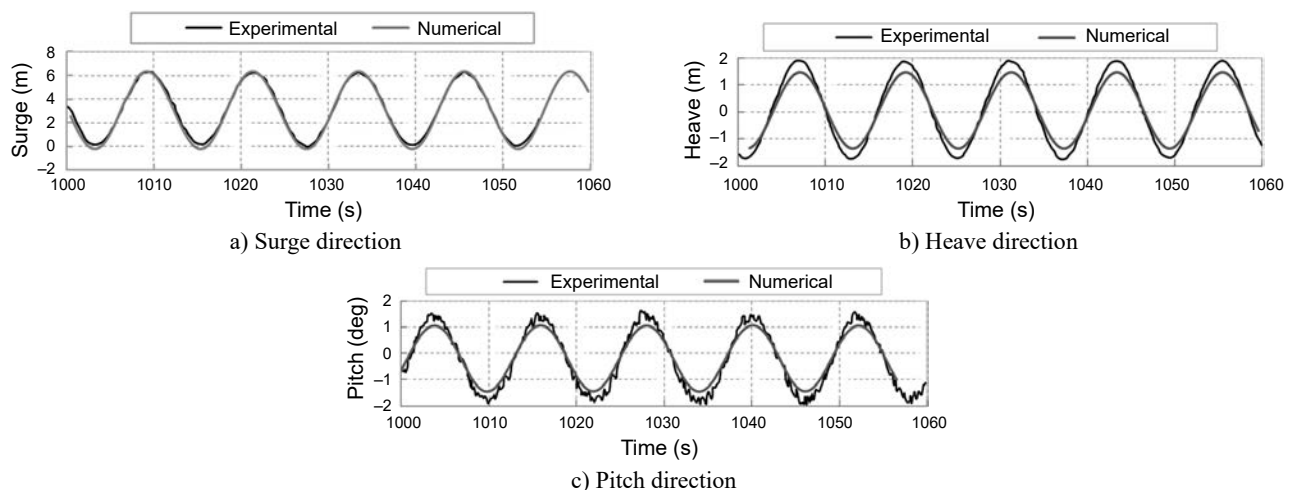 Experimental Numerical
Surge (m)
8
6
4
2
0
−2
1000 1010 1020 1030 1040 1050 1060
Time (s)
a) Surge direction
Experimental Numerical
Heave (m)
2
1
0
−1
−2
1000 1010 1020 1030 1040 1050 1060
Time (s)
b) Heave direction
Experimental Numerical
Pitch (deg)
2
1
0
−1
−2
1000 1010 1020 1030 1040 1050 1060
Time (s)
c) Pitch direction